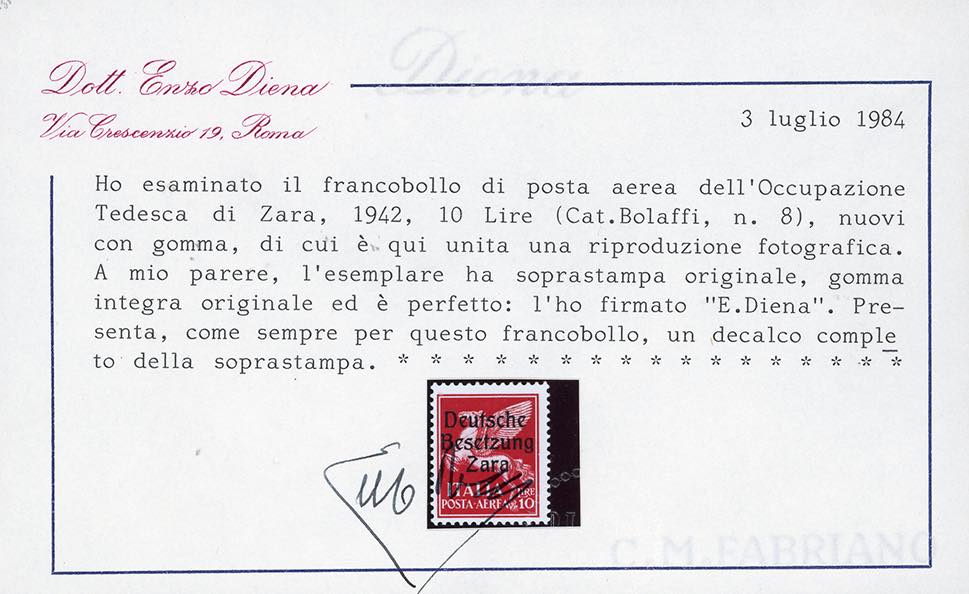 Diena
Dott. Enzo Diena
Via Crescenzio 19, Roma
3 luglio 1984
Ho esaminato il francobollo di posta aerea dell'Occupazione
Tedesca di Zara, 1942, 10 Lire (Cat.Bolaffi, n. 8), nuovi
con gomma, di cui è qui unita una riproduzione fotografica.
A mio parere, l'esemplare ha soprastampa originale, gomma
integra originale ed è perfetto: l'ho firmato "E.Diena". Pre-
senta, come sempre per questo francobollo, un decalco comple
to della soprastampa. * * * * * * * * * * * * * * * * * *
Deutsche
Besetzung
Zara
ITALIA LIRE
POSTA-AEREA 10
C.M.FABRIANO